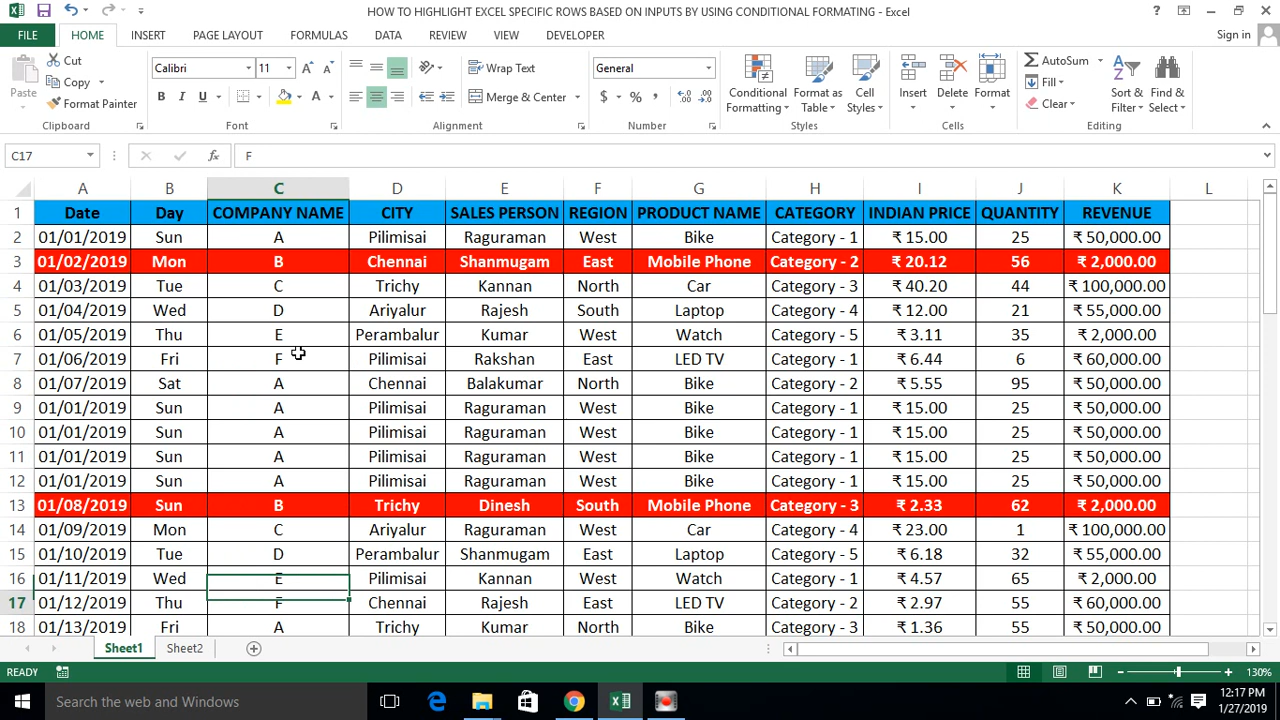 HOW TO HIGHLIGHT EXCEL SPECIFIC ROWS BASED ON INPUTS BY USING CONDITIONAL FORMATING - Excel
FILE HOME INSERT PAGE LAYOUT FORMULAS DATA REVIEW VIEW DEVELOPER Sign in
Paste Cut Copy Format Painter Clipboard
Calibri 11 B I U A Font
Wrap Text Merge & Center Alignment
General $ % , Number
Conditional Formatting Format as Table Cell Styles Styles
Insert Delete Format Cells
AutoSum Fill Clear Sort & Filter Find & Select Editing
C17 fx F
A B C D E F G H I J K L
1 Date Day COMPANY NAME CITY SALES PERSON REGION PRODUCT NAME CATEGORY INDIAN PRICE QUANTITY REVENUE
2 01/01/2019 Sun A Pilimisai Raguraman West Bike Category - 1 ₹ 15.00 25 ₹ 50,000.00
3 01/02/2019 Mon B Chennai Shanmugam East Mobile Phone Category - 2 ₹ 20.12 56 ₹ 2,000.00
4 01/03/2019 Tue C Trichy Kannan North Car Category - 3 ₹ 40.20 44 ₹ 100,000.00
5 01/04/2019 Wed D Ariyalur Rajesh South Laptop Category - 4 ₹ 12.00 21 ₹ 55,000.00
6 01/05/2019 Thu E Perambalur Kumar West Watch Category - 5 ₹ 3.11 35 ₹ 2,000.00
7 01/06/2019 Fri F Pilimisai Rakshan East LED TV Category - 1 ₹ 6.44 6 ₹ 60,000.00
8 01/07/2019 Sat A Chennai Balakumar North Bike Category - 2 ₹ 5.55 95 ₹ 50,000.00
9 01/01/2019 Sun A Pilimisai Raguraman West Bike Category - 1 ₹ 15.00 25 ₹ 50,000.00
10 01/01/2019 Sun A Pilimisai Raguraman West Bike Category - 1 ₹ 15.00 25 ₹ 50,000.00
11 01/01/2019 Sun A Pilimisai Raguraman West Bike Category - 1 ₹ 15.00 25 ₹ 50,000.00
12 01/01/2019 Sun A Pilimisai Raguraman West Bike Category - 1 ₹ 15.00 25 ₹ 50,000.00
13 01/08/2019 Sun B Trichy Dinesh South Mobile Phone Category - 3 ₹ 2.33 62 ₹ 2,000.00
14 01/09/2019 Mon C Ariyalur Raguraman West Car Category - 4 ₹ 23.00 1 ₹ 100,000.00
15 01/10/2019 Tue D Perambalur Shanmugam East Laptop Category - 5 ₹ 6.18 32 ₹ 55,000.00
16 01/11/2019 Wed E Pilimisai Kannan West Watch Category - 1 ₹ 4.57 65 ₹ 2,000.00
17 01/12/2019 Thu F Chennai Rajesh East LED TV Category - 2 ₹ 2.97 55 ₹ 60,000.00
18 01/13/2019 Fri A Trichy Kumar North Bike Category - 3 ₹ 1.36 55 ₹ 50,000.00
Sheet1 Sheet2
READY 130%
Search the web and Windows
12:17 PM
1/27/2019